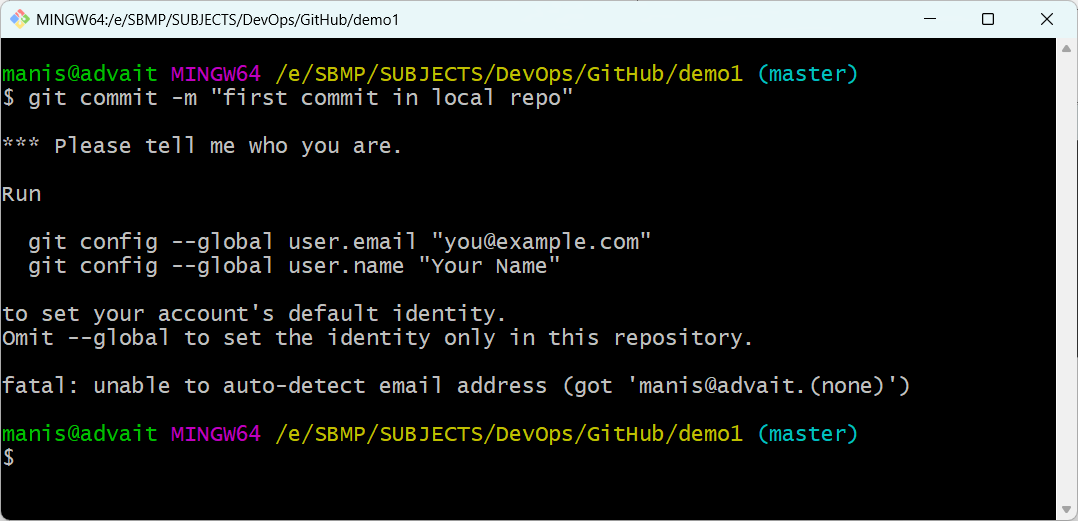 MINGW64:/e/SBMP/SUBJECTS/DevOps/GitHub/demo1
manis@advait MINGW64 /e/SBMP/SUBJECTS/DevOps/GitHub/demo1 (master)
$ git commit -m "first commit in local repo"
*** Please tell me who you are.
Run
git config --global user.email "you@example.com"
git config --global user.name "Your Name"
to set your account's default identity.
Omit --global to set the identity only in this repository.
fatal: unable to auto-detect email address (got 'manis@advait.(none)')
manis@advait MINGW64 /e/SBMP/SUBJECTS/DevOps/GitHub/demo1 (master)
$